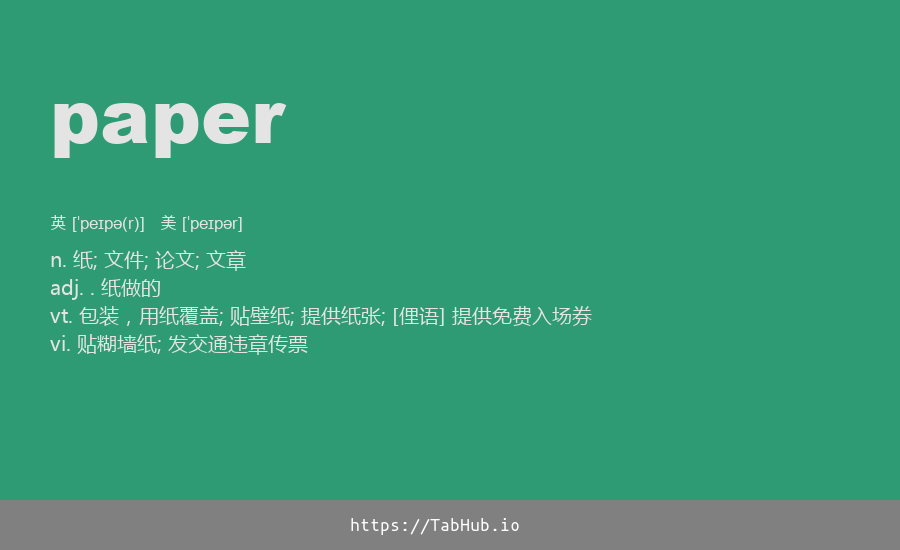 paper
英 [ˈpeɪpə(r)] 美 [ˈpeɪpər]
n. 纸; 文件; 论文; 文章
adj. . 纸做的
vt. 包装，用纸覆盖; 贴壁纸; 提供纸张; [俚语] 提供免费入场券
vi. 贴糊墙纸; 发交通违章传票
https://TabHub.io